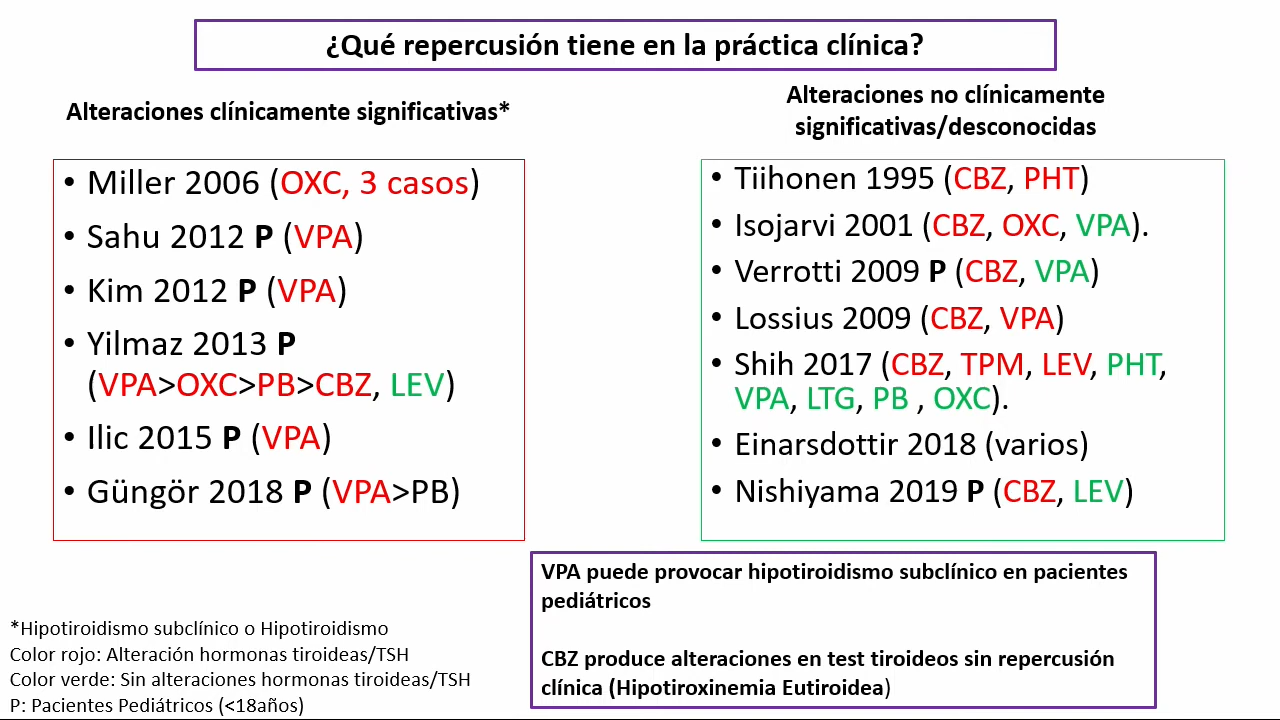 ¿Qué repercusión tiene en la práctica clínica?
Alteraciones clínicamente significativas*
• Miller 2006 (OXC, 3 casos)
• Sahu 2012 P (VPA)
• Kim 2012 P (VPA)
• Yilmaz 2013 P
(VPA>OXC>PB>CBZ, LEV)
• Ilic 2015 P (VPA)
• Güngör 2018 P (VPA>PB)
Alteraciones no clínicamente
significativas/desconocidas
• Tiihonen 1995 (CBZ, PHT)
• Isojarvi 2001 (CBZ, OXC, VPA).
• Verrotti 2009 P (CBZ, VPA)
• Lossius 2009 (CBZ, VPA)
• Shih 2017 (CBZ, TPM, LEV, PHT,
VPA, LTG, PB , OXC).
• Einarsdottir 2018 (varios)
• Nishiyama 2019 P (CBZ, LEV)
VPA puede provocar hipotiroidismo subclínico en pacientes
pediátricos
CBZ produce alteraciones en test tiroideos sin repercusión
clínica (Hipotiroxinemia Eutiroidea)
*Hipotiroidismo subclínico o Hipotiroidismo
Color rojo: Alteración hormonas tiroideas/TSH
Color verde: Sin alteraciones hormonas tiroideas/TSH
P: Pacientes Pediátricos (<18años)